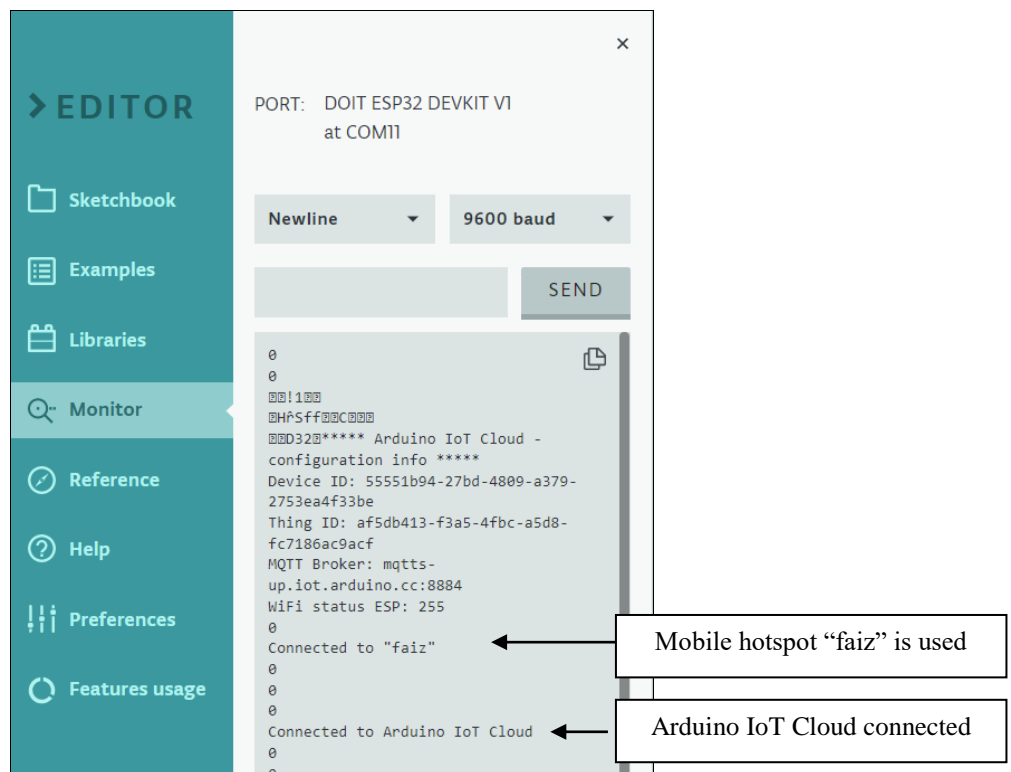 ×
> EDITOR
PORT: DOIT ESP32 DEVKIT V1
at COM11
Sketchbook
Examples
Libraries
Monitor
Reference
Help
Preferences
Features usage
Newline
9600 baud
SEND
0
0
!1
Sff C
D32 ***** Arduino IoT Cloud -
configuration info *****
Device ID: 55551b94-27bd-4809-a379-
2753ea4f33be
Thing ID: af5db413-f3a5-4fbc-a5d8-
fc7186ac9acf
MQTT Broker: mqtts-
up.iot.arduino.cc:8884
WiFi status ESP: 255
0
Connected to "faiz"
0
0
0
Connected to Arduino IoT Cloud
0
Mobile hotspot “faiz” is used
Arduino IoT Cloud connected